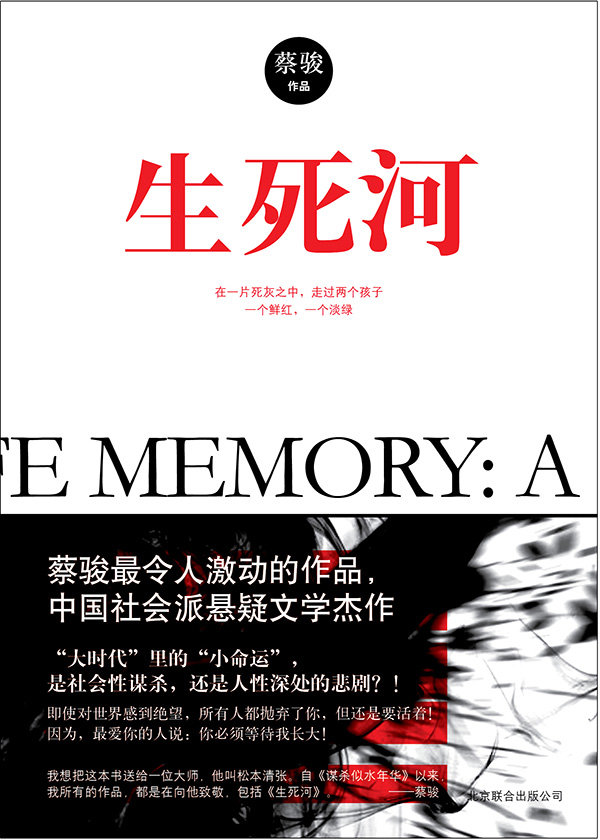 蔡骏
作品
生死河
在一片死灰之中，走过两个孩子
一个鲜红，一个淡绿
FE MEMORY: A
蔡骏最令人激动的作品，
中国社会派悬疑文学杰作
“大时代”里的“小命运”，
是社会性谋杀，还是人性深处的悲剧？！
即使对世界感到绝望，所有人都抛弃了你，但还是要活着！
因为，最爱你的人说：你必须等待我长大！
我想把这本书送给一位大师，他叫松本清张。自《谋杀似水年华》以来，
我所有的作品，都是在向他致敬，包括《生死河》。 ——蔡骏
北京联合出版公司